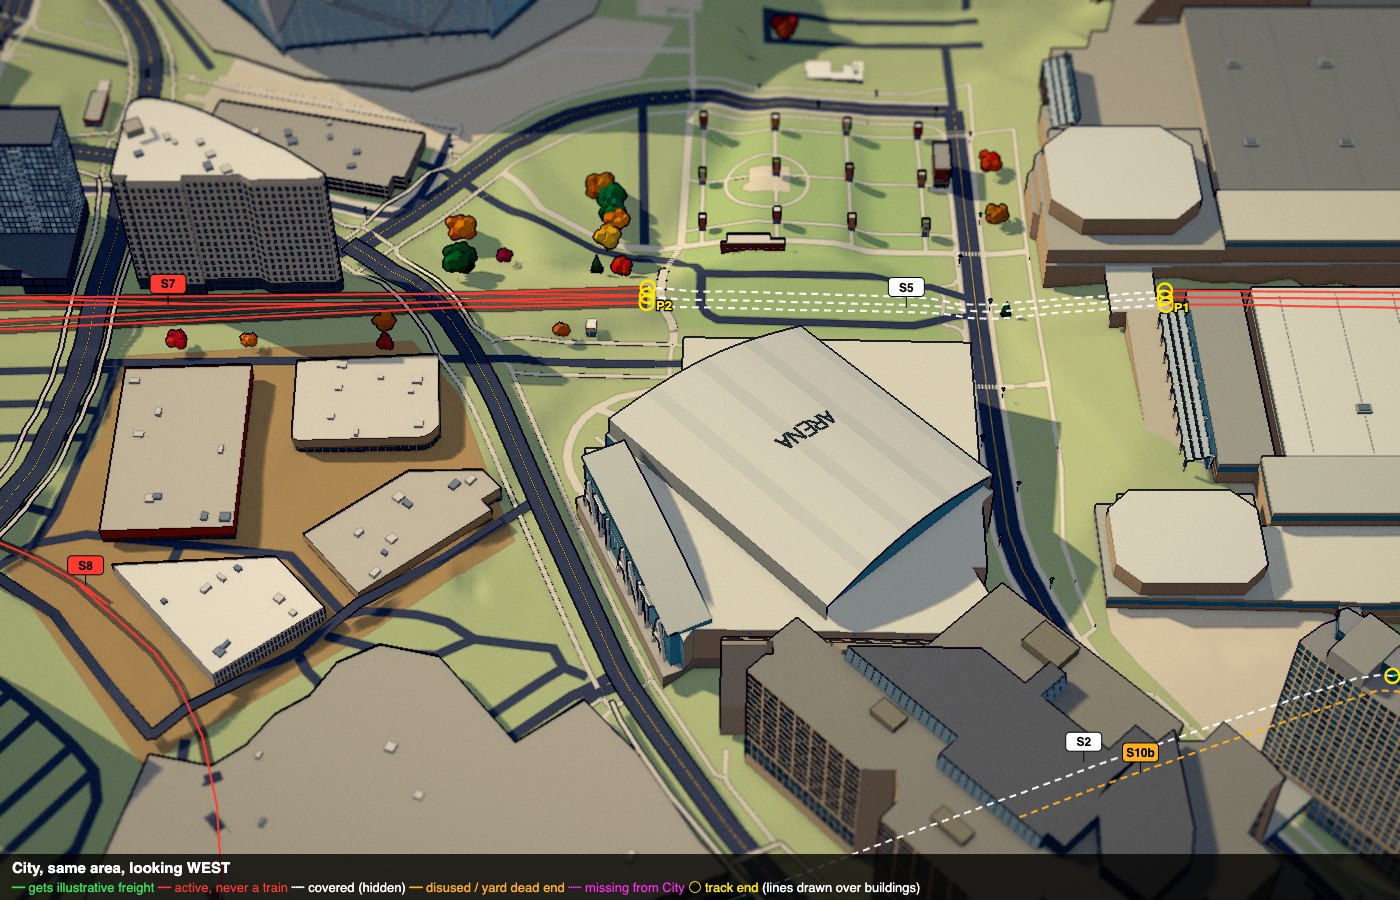 S7
S5
P2
P1
ARENA
S8
S2
S10b
City, same area, looking WEST
gets illustrative freight active, never a train covered (hidden) disused / yard dead end missing from City track end (lines drawn over buildings)